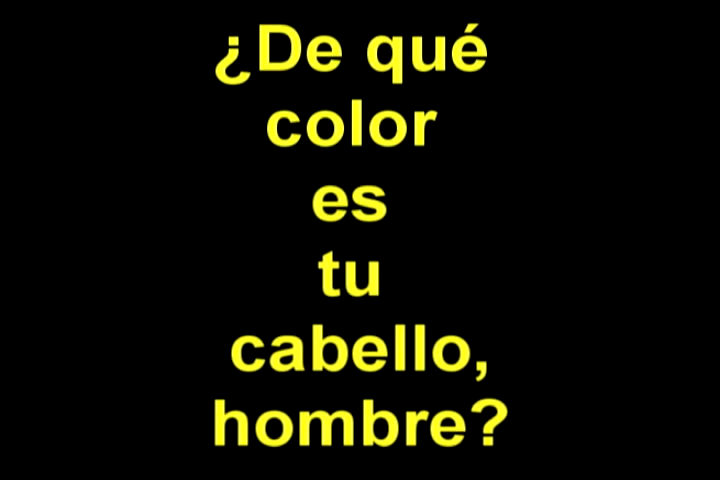 ¿De qué
color
es
tu
cabello,
hombre?